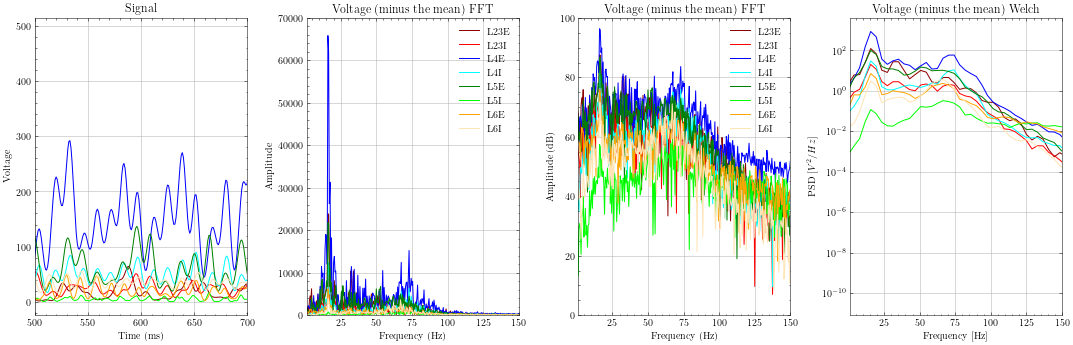 Signal
Voltage
500
400
300
200
100
0
500
550
600
650
700
Time (ms)
Voltage (minus the mean) FFT
Amplitude
70000
60000
50000
40000
30000
20000
10000
0
25
50
75
100
125
150
Frequency (Hz)
L23E
L23I
L4E
L4I
L5E
L5I
L6E
L6I
Voltage (minus the mean) FFT
Amplitude (dB)
100
80
60
40
20
0
25
50
75
100
125
150
Frequency (Hz)
L23E
L23I
L4E
L4I
L5E
L5I
L6E
L6I
Voltage (minus the mean) Welch
PSD [V²/Hz]
10²
10⁰
10⁻²
10⁻⁴
10⁻⁶
10⁻⁸
10⁻¹⁰
25
50
75
100
125
150
Frequency [Hz]